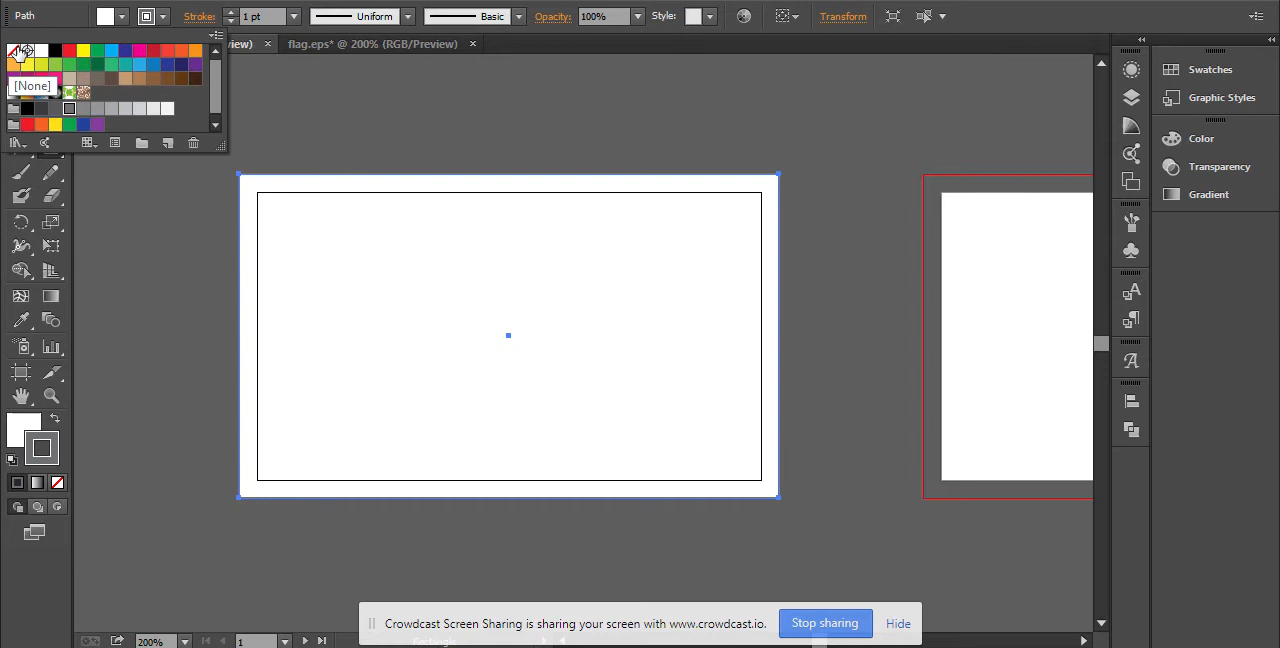 Path
Stroke:
1 pt
Uniform
Basic
Opacity:
100%
Style:
Transform
view)
×
flag.eps* @ 200% (RGB/Preview)
×
[None]
Swatches
Graphic Styles
Color
Transparency
Gradient
Crowdcast Screen Sharing is sharing your screen with www.crowdcast.io.
Stop sharing
Hide
200%
1
Rectangle